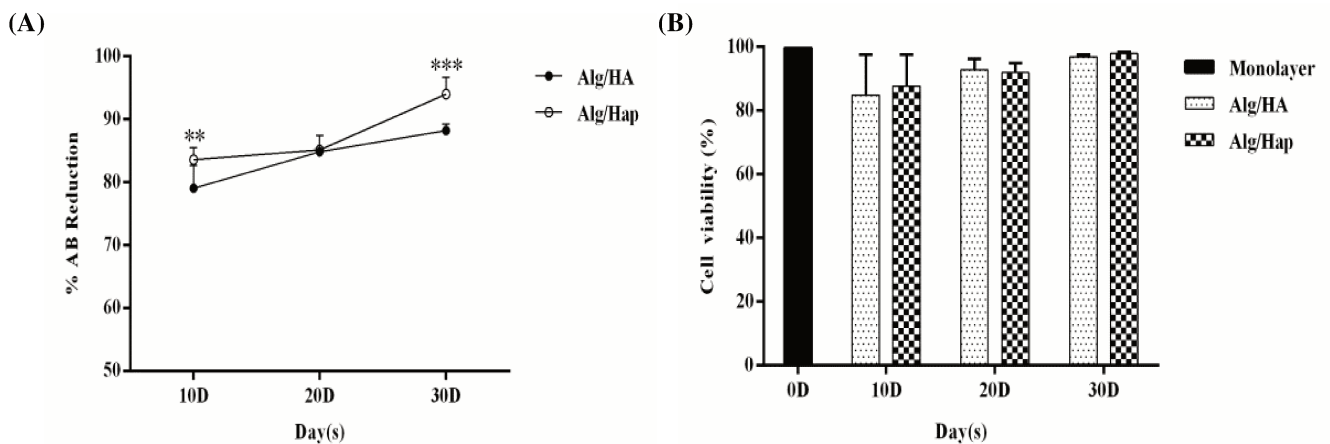 (A)
% AB Reduction
100
90
80
70
60
50
**
***
10D
20D
30D
Day(s)
Alg/HA
Alg/Hap
(B)
Cell viability (%)
100
80
60
40
20
0
0D
10D
20D
30D
Day(s)
Monolayer
Alg/HA
Alg/Hap